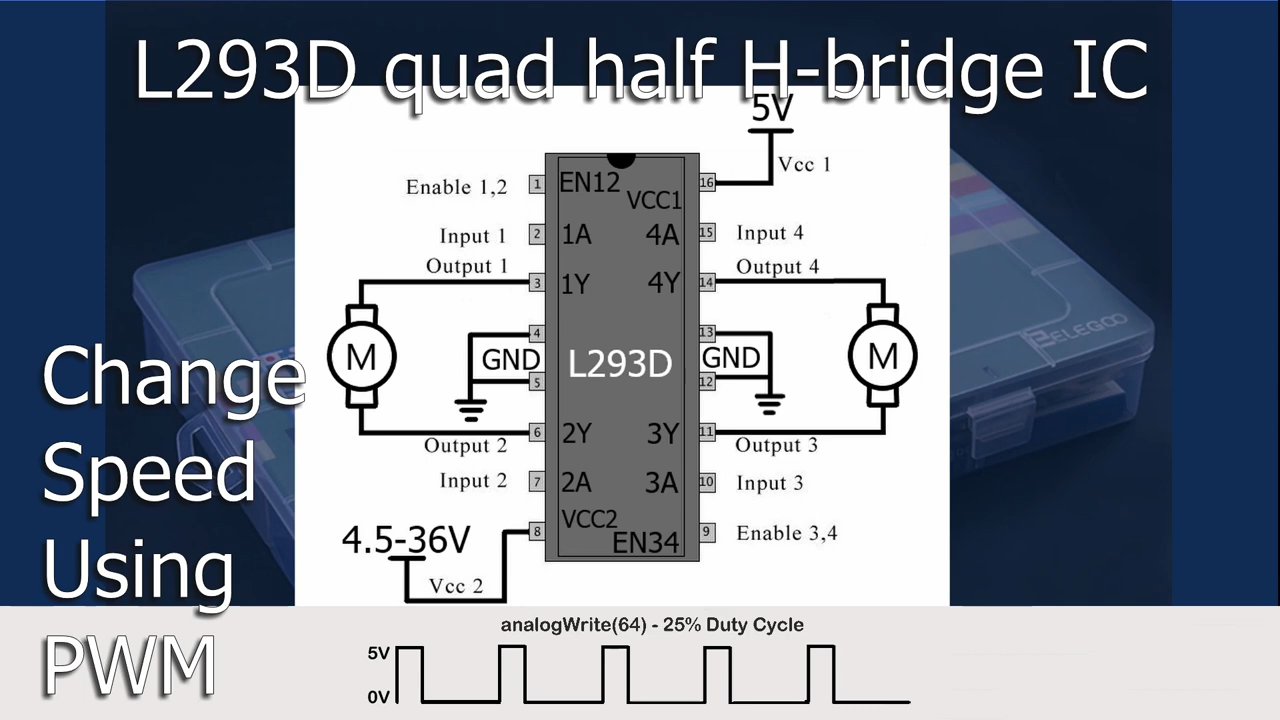 L293D quad half H-bridge IC
5V
Vcc 1
Enable 1,2
1
EN12
VCC1
16
Input 1
2
1A
4A
15
Input 4
Output 1
3
1Y
4Y
14
Output 4
M
4
GND
5
L293D
13
GND
12
M
ELEGOO
Output 2
6
2Y
3Y
11
Output 3
Input 2
7
2A
3A
10
Input 3
4.5-36V
Vcc 2
8
VCC2
EN34
9
Enable 3,4
Change
Speed
Using
PWM
analogWrite(64) - 25% Duty Cycle
5V
0V